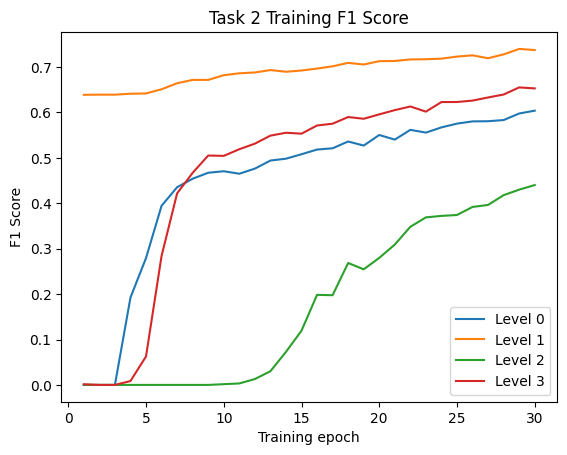 Task 2 Training F1 Score
F1 Score
0.7
0.6
0.5
0.4
0.3
0.2
0.1
0.0
0 5 10 15 20 25 30
Training epoch
Level 0
Level 1
Level 2
Level 3